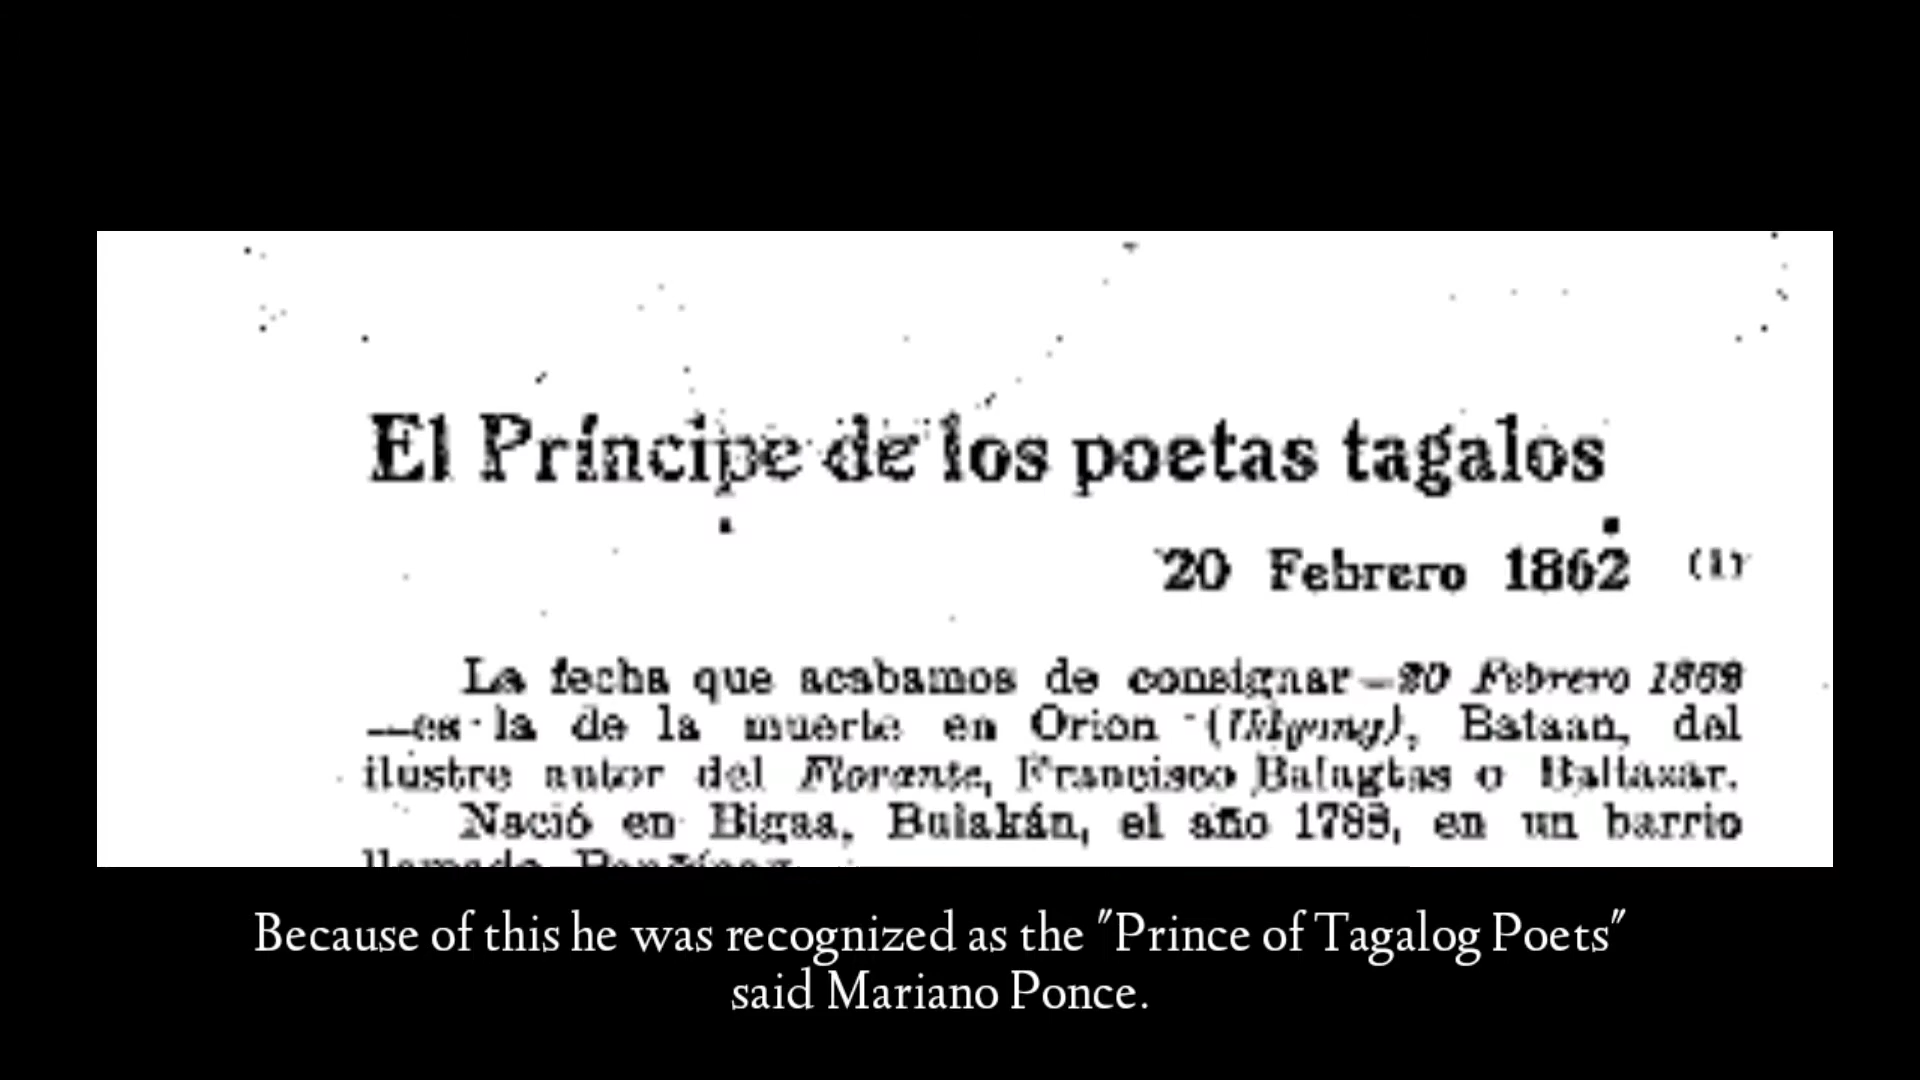 El Príncipe de los poetas tagalos
20 Febrero 1862 (1)
La fecha que acabamos de consignar—20 Febrero 1862
—es la de la muerte en Orion Bataan, del
ilustre autor del Florante, Francisco Balagtas o Baltazar.
Nació en Bigaa, Bulakán, el año 1788, en un barrio
llamado
Because of this he was recognized as the "Prince of Tagalog Poets"
said Mariano Ponce.